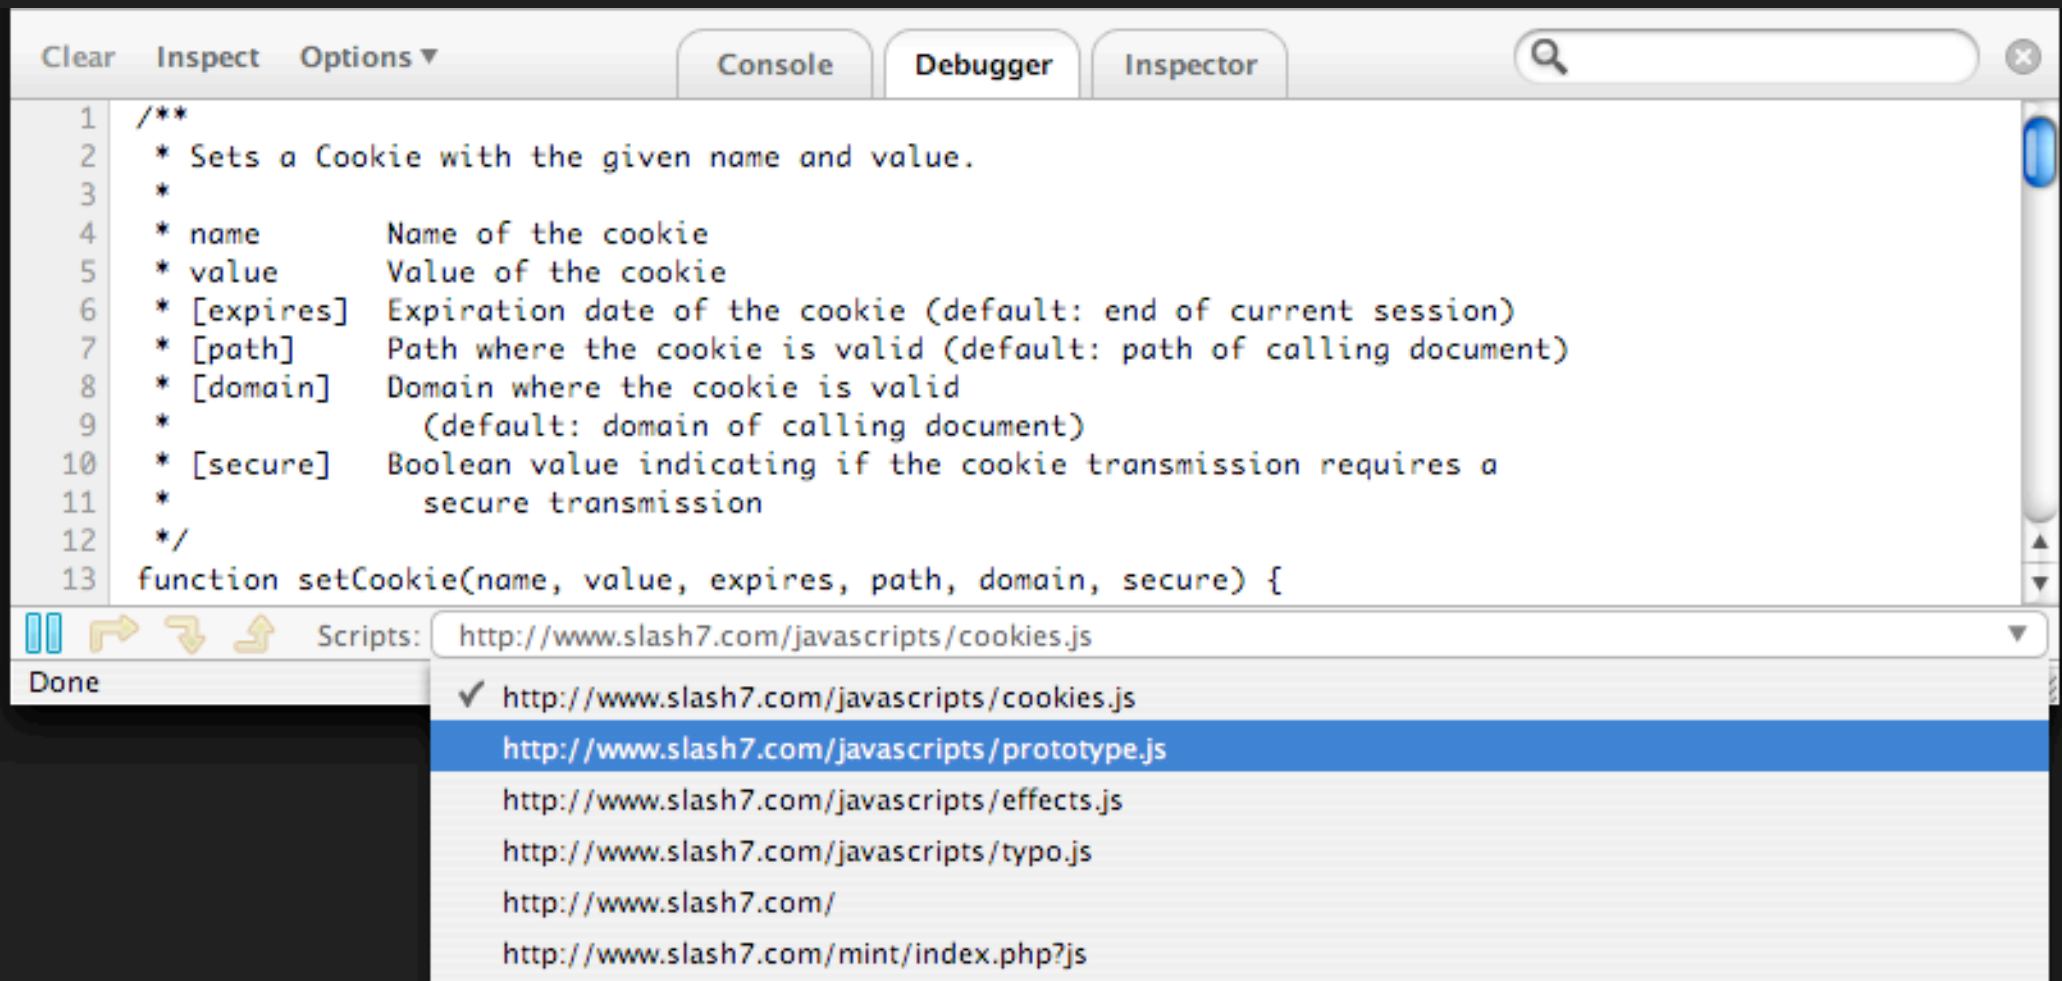 Clear Inspect Options ▼ Console Debugger Inspector
1 /**
2  * Sets a Cookie with the given name and value.
3  *
4  * name       Name of the cookie
5  * value      Value of the cookie
6  * [expires]  Expiration date of the cookie (default: end of current session)
7  * [path]     Path where the cookie is valid (default: path of calling document)
8  * [domain]   Domain where the cookie is valid
9  *              (default: domain of calling document)
10  * [secure]   Boolean value indicating if the cookie transmission requires a
11  *              secure transmission
12  */
13 function setCookie(name, value, expires, path, domain, secure) {
Scripts: http://www.slash7.com/javascripts/cookies.js
Done
✓ http://www.slash7.com/javascripts/cookies.js
http://www.slash7.com/javascripts/prototype.js
http://www.slash7.com/javascripts/effects.js
http://www.slash7.com/javascripts/typo.js
http://www.slash7.com/
http://www.slash7.com/mint/index.php?js